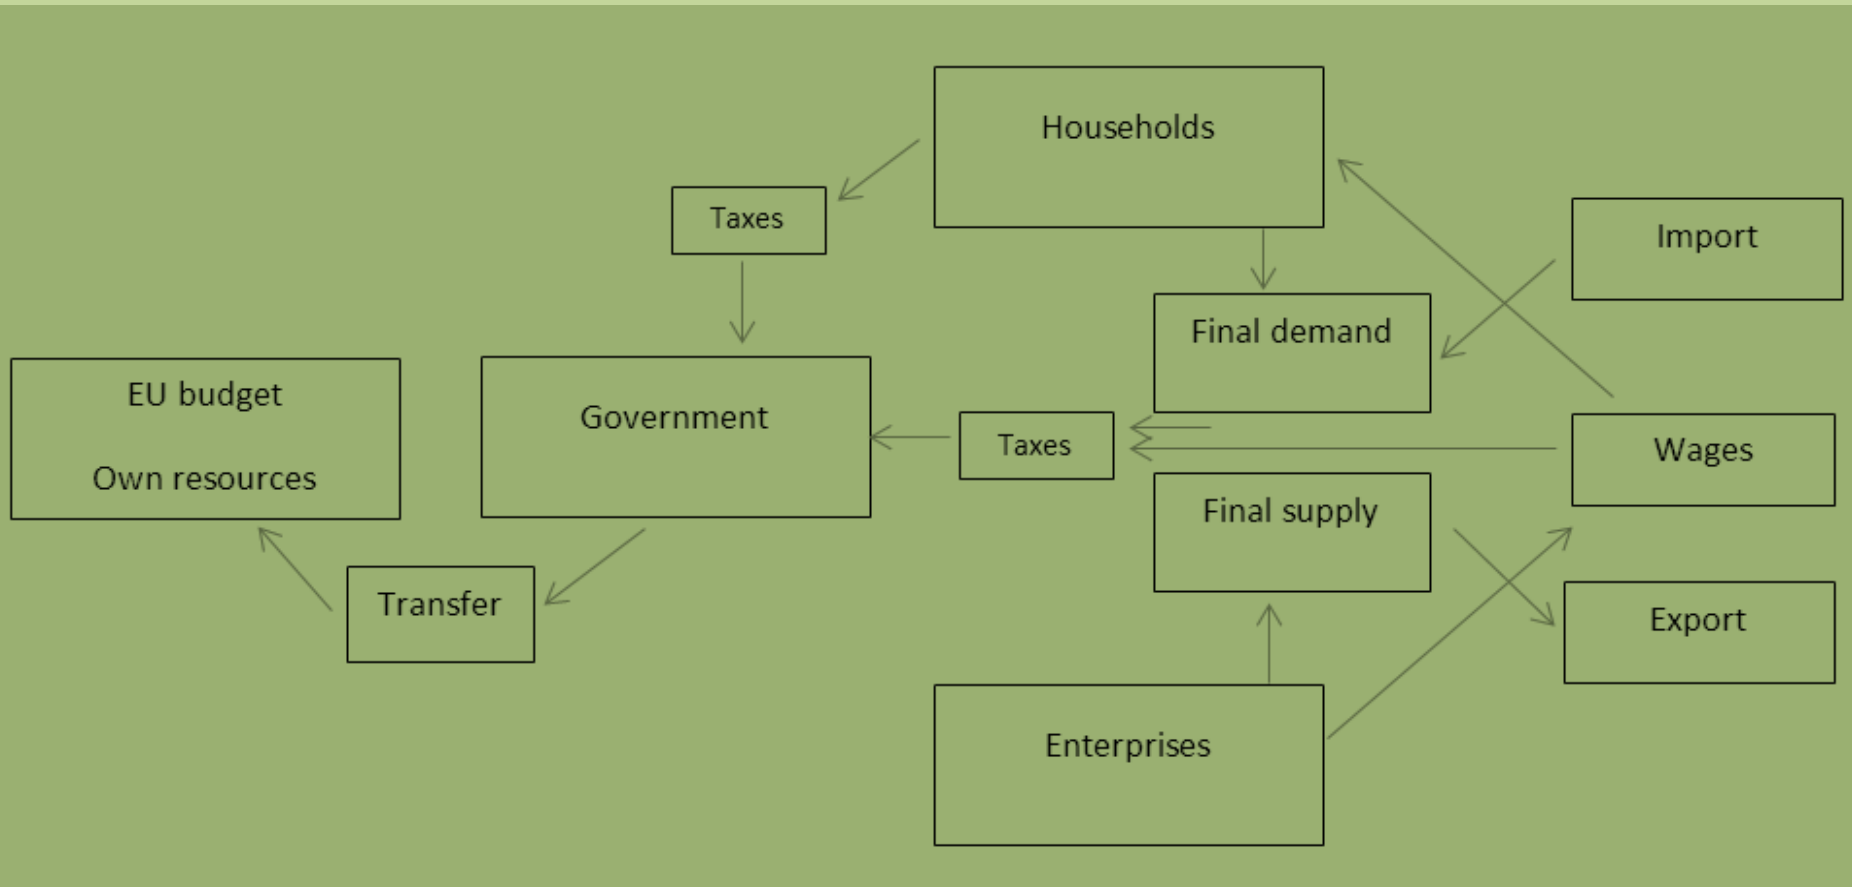 Households
Taxes
Import
Final demand
EU budget
Own resources
Government
Taxes
Wages
Final supply
Transfer
Export
Enterprises